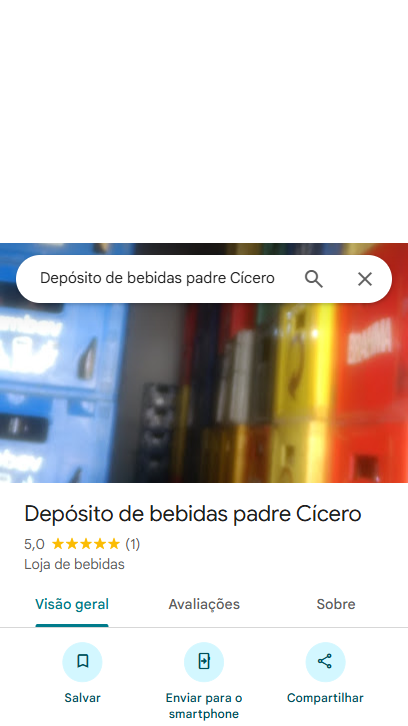 Depósito de bebidas padre Cícero
BRAHMA
Depósito de bebidas padre Cícero
5,0 (1)
Loja de bebidas
Visão geral
Avaliações
Sobre
Salvar
Enviar para o
smartphone
Compartilhar